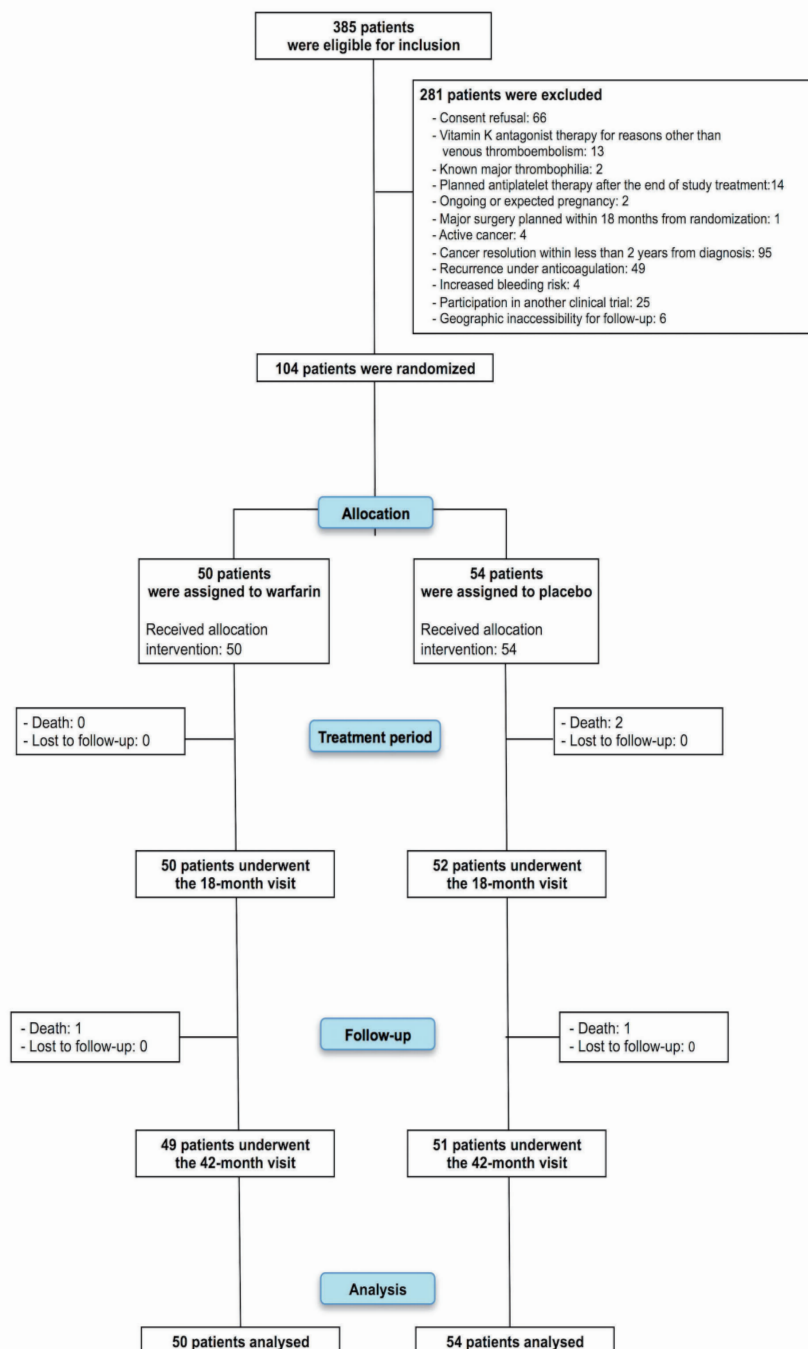 385 patients
were eligible for inclusion
281 patients were excluded
- Consent refusal: 66
- Vitamin K antagonist therapy for reasons other than
venous thromboembolism: 13
- Known major thrombophilia: 2
- Planned antiplatelet therapy after the end of study treatment:14
- Ongoing or expected pregnancy: 2
- Major surgery planned within 18 months from randomization: 1
- Active cancer: 4
- Cancer resolution within less than 2 years from diagnosis: 95
- Recurrence under anticoagulation: 49
- Increased bleeding risk: 4
- Participation in another clinical trial: 25
- Geographic inaccessibility for follow-up: 6
104 patients were randomized
Allocation
50 patients
were assigned to warfarin
Received allocation
intervention: 50
54 patients
were assigned to placebo
Received allocation
intervention: 54
- Death: 0
- Lost to follow-up: 0
Treatment period
- Death: 2
- Lost to follow-up: 0
50 patients underwent
the 18-month visit
52 patients underwent
the 18-month visit
- Death: 1
- Lost to follow-up: 0
Follow-up
- Death: 1
- Lost to follow-up: 0
49 patients underwent
the 42-month visit
51 patients underwent
the 42-month visit
Analysis
50 patients analysed
54 patients analysed